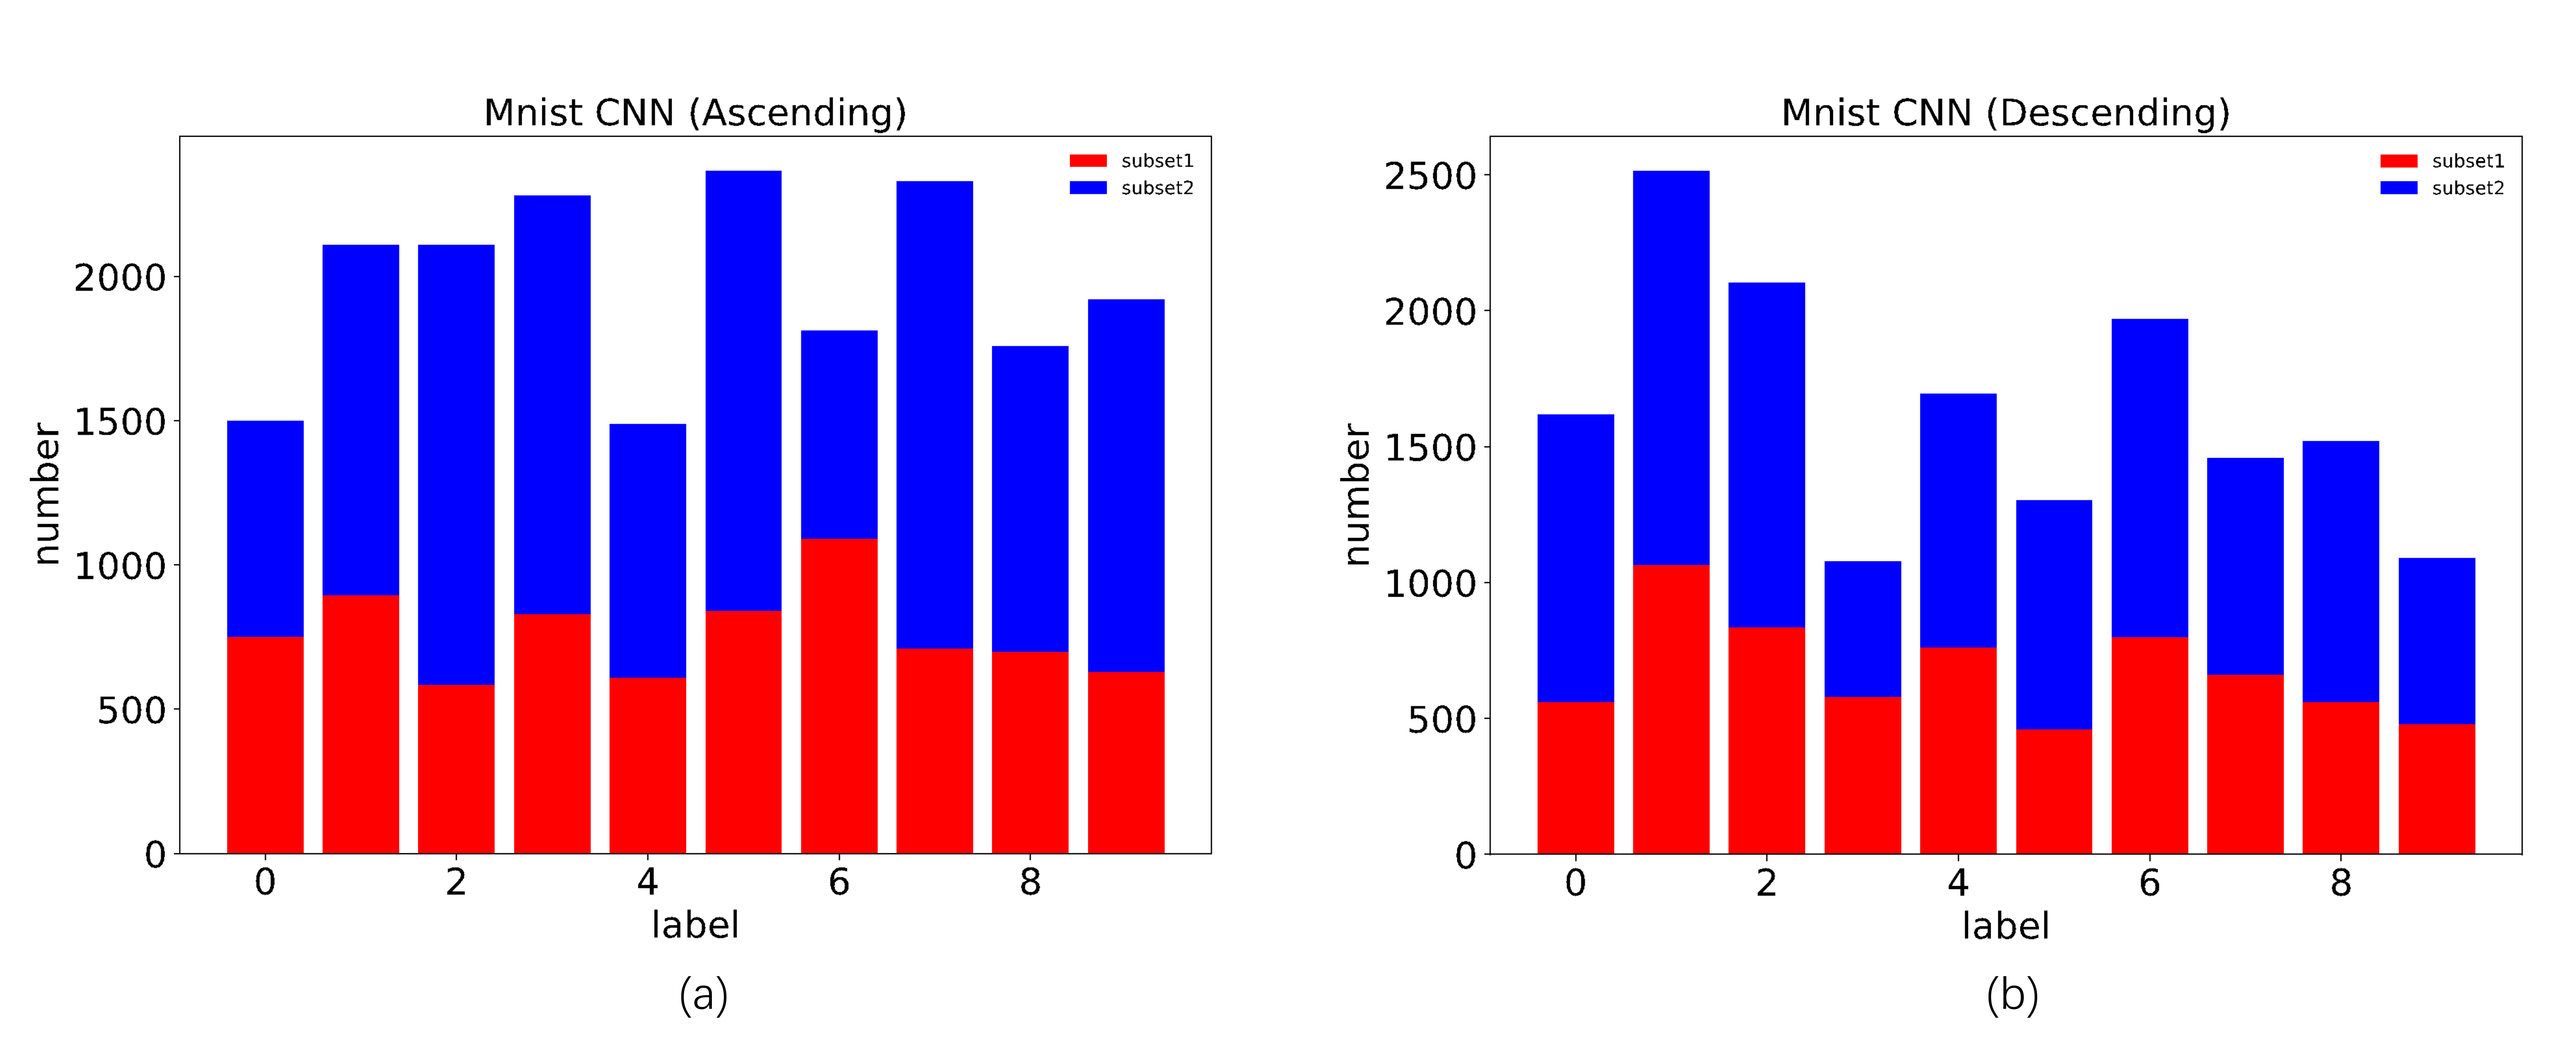 Mnist CNN (Ascending)
subset1
subset2
number
2000
1500
1000
500
0
0 2 4 6 8
label
(a)
Mnist CNN (Descending)
subset1
subset2
number
2500
2000
1500
1000
500
0
0 2 4 6 8
label
(b)